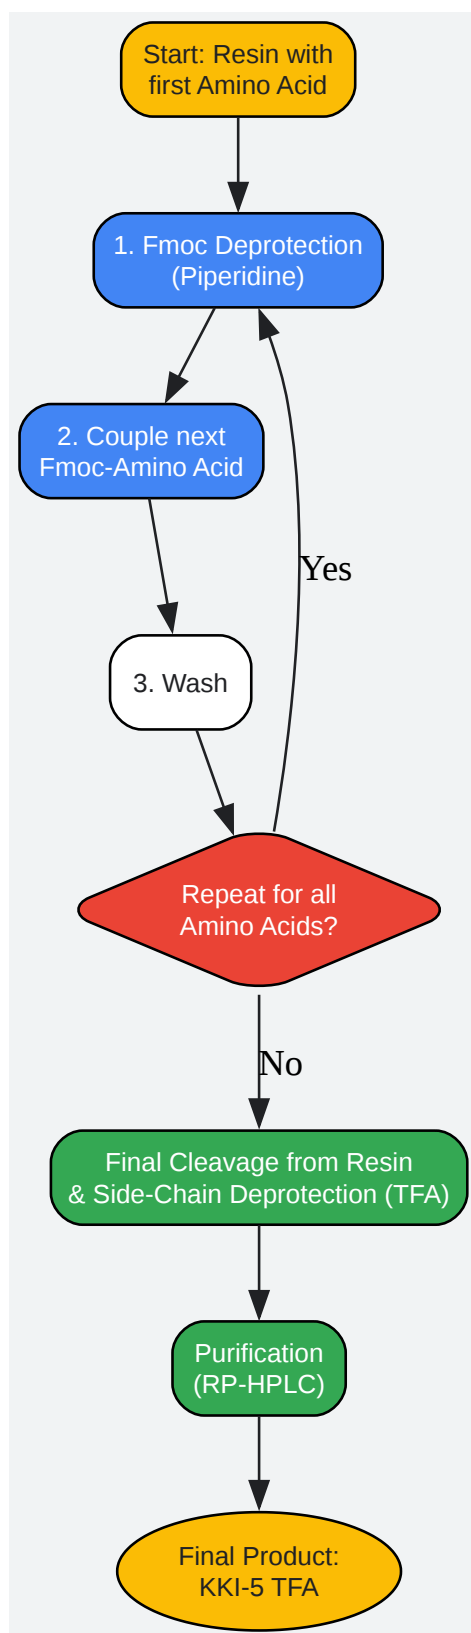 Start: Resin with
first Amino Acid
1. Fmoc Deprotection
(Piperidine)
2. Couple next
Fmoc-Amino Acid
Yes
3. Wash
Repeat for all
Amino Acids?
No
Final Cleavage from Resin
& Side-Chain Deprotection (TFA)
Purification
(RP-HPLC)
Final Product:
KKI-5 TFA